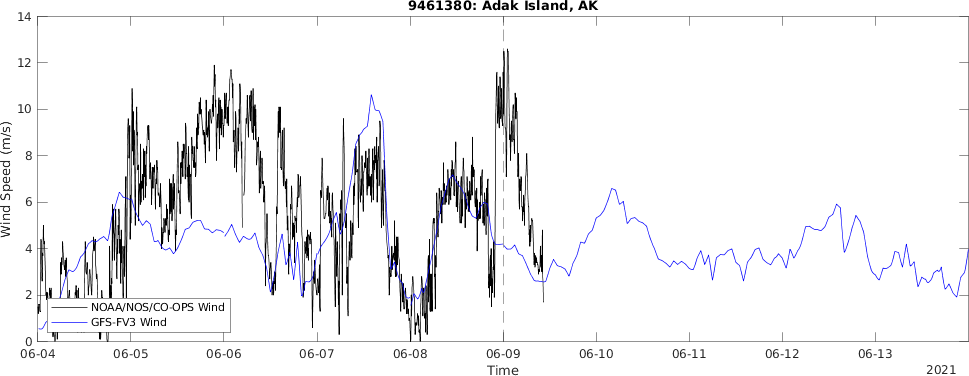 9461380: Adak Island, AK
14
12
10
8
6
4
2
0
Wind Speed (m/s)
NOAA/NOS/CO-OPS Wind
GFS-FV3 Wind
06-04 06-05 06-06 06-07 06-08 06-09 06-10 06-11 06-12 06-13
Time
2021